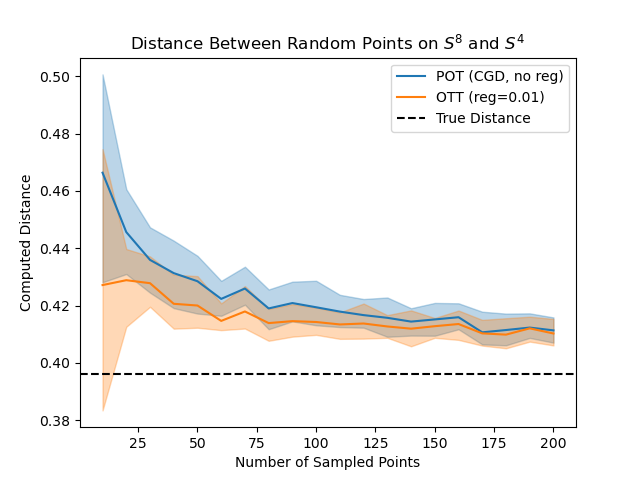 Distance Between Random Points on $S^8$ and $S^4$
POT (CGD, no reg)
OTT (reg=0.01)
True Distance
Computed Distance
0.50
0.48
0.46
0.44
0.42
0.40
0.38
25 50 75 100 125 150 175 200
Number of Sampled Points